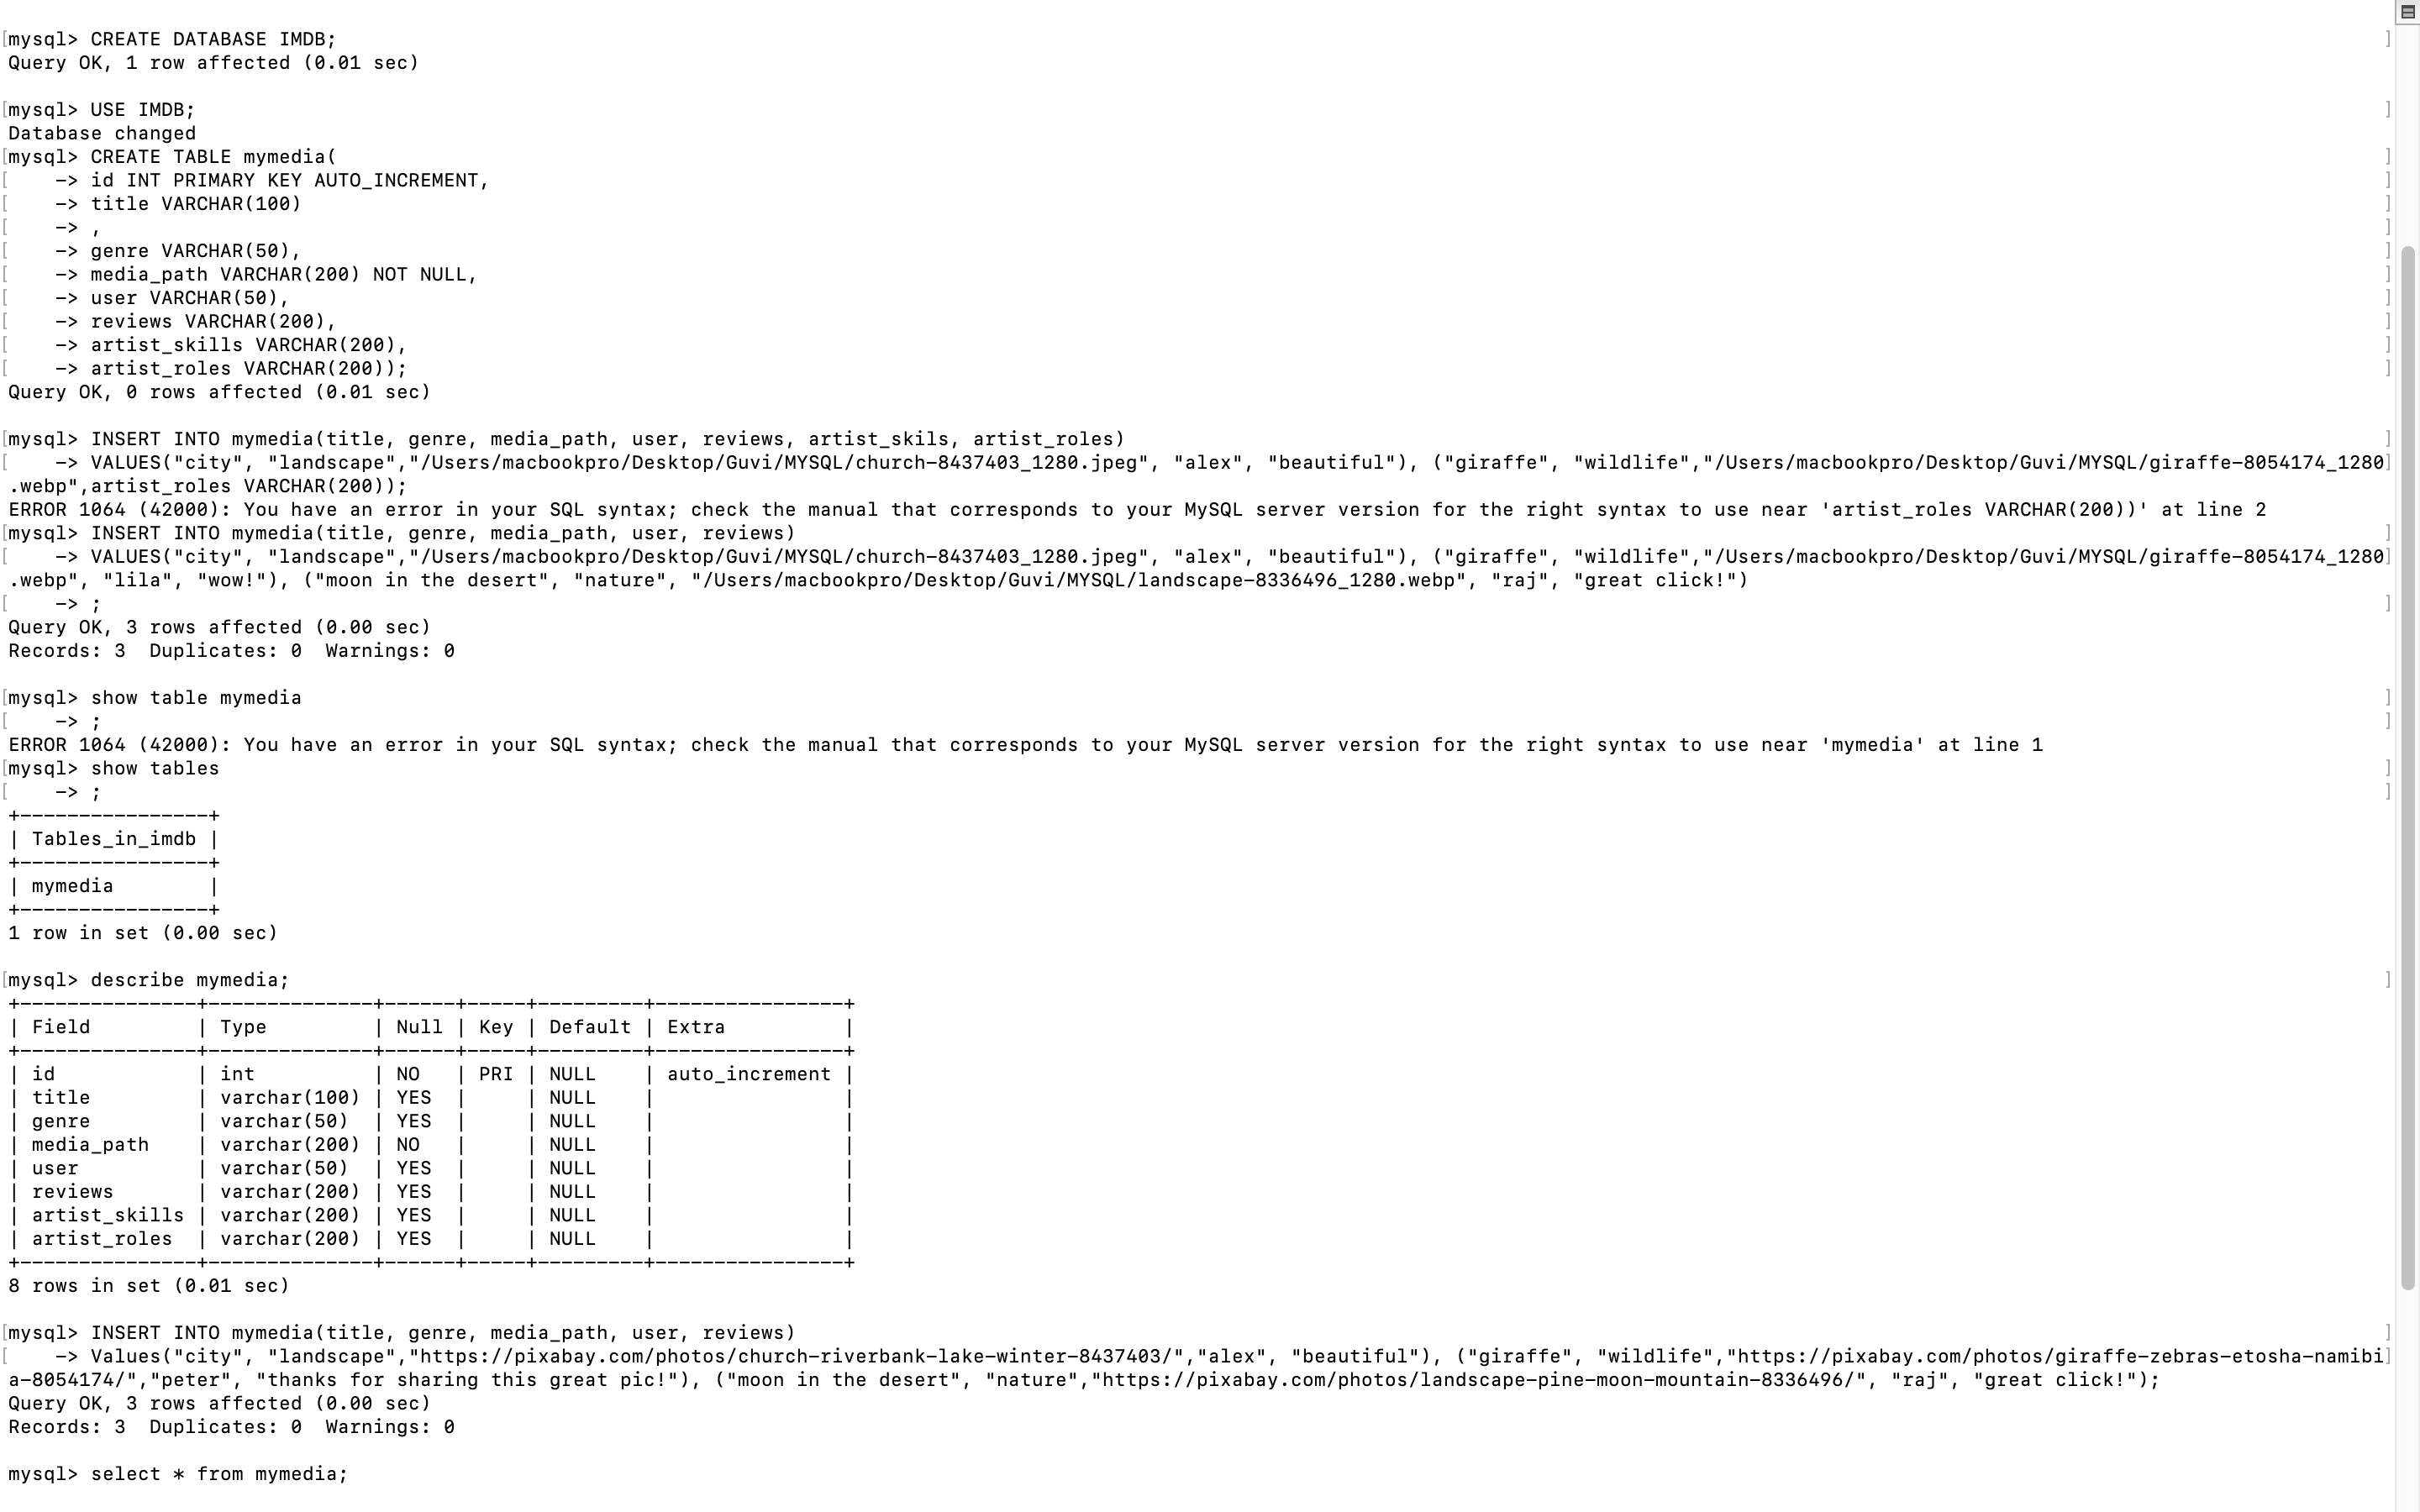 mysql> CREATE DATABASE IMDB;
Query OK, 1 row affected (0.01 sec)

mysql> USE IMDB;
Database changed
mysql> CREATE TABLE mymedia(
    -> id INT PRIMARY KEY AUTO_INCREMENT,
    -> title VARCHAR(100)
    -> ,
    -> genre VARCHAR(50),
    -> media_path VARCHAR(200) NOT NULL,
    -> user VARCHAR(50),
    -> reviews VARCHAR(200),
    -> artist_skills VARCHAR(200),
    -> artist_roles VARCHAR(200));
Query OK, 0 rows affected (0.01 sec)

mysql> INSERT INTO mymedia(title, genre, media_path, user, reviews, artist_skils, artist_roles)
    -> VALUES("city", "landscape","/Users/macbookpro/Desktop/Guvi/MYSQL/church-8437403_1280.jpeg", "alex", "beautiful"), ("giraffe", "wildlife","/Users/macbookpro/Desktop/Guvi/MYSQL/giraffe-8054174_1280
.webp",artist_roles VARCHAR(200));
ERROR 1064 (42000): You have an error in your SQL syntax; check the manual that corresponds to your MySQL server version for the right syntax to use near 'artist_roles VARCHAR(200))' at line 2
mysql> INSERT INTO mymedia(title, genre, media_path, user, reviews)
    -> VALUES("city", "landscape","/Users/macbookpro/Desktop/Guvi/MYSQL/church-8437403_1280.jpeg", "alex", "beautiful"), ("giraffe", "wildlife","/Users/macbookpro/Desktop/Guvi/MYSQL/giraffe-8054174_1280
.webp", "lila", "wow!"), ("moon in the desert", "nature", "/Users/macbookpro/Desktop/Guvi/MYSQL/landscape-8336496_1280.webp", "raj", "great click!")
    -> ;
Query OK, 3 rows affected (0.00 sec)
Records: 3  Duplicates: 0  Warnings: 0

mysql> show table mymedia
    -> ;
ERROR 1064 (42000): You have an error in your SQL syntax; check the manual that corresponds to your MySQL server version for the right syntax to use near 'mymedia' at line 1
mysql> show tables
    -> ;
+----------------+
| Tables_in_imdb |
+----------------+
| mymedia        |
+----------------+
1 row in set (0.00 sec)

mysql> describe mymedia;
+---------------+--------------+------+-----+---------+----------------+
| Field         | Type         | Null | Key | Default | Extra          |
+---------------+--------------+------+-----+---------+----------------+
| id            | int          | NO   | PRI | NULL    | auto_increment |
| title         | varchar(100) | YES  |     | NULL    |                |
| genre         | varchar(50)  | YES  |     | NULL    |                |
| media_path    | varchar(200) | NO   |     | NULL    |                |
| user          | varchar(50)  | YES  |     | NULL    |                |
| reviews       | varchar(200) | YES  |     | NULL    |                |
| artist_skills | varchar(200) | YES  |     | NULL    |                |
| artist_roles  | varchar(200) | YES  |     | NULL    |                |
+---------------+--------------+------+-----+---------+----------------+
8 rows in set (0.01 sec)

mysql> INSERT INTO mymedia(title, genre, media_path, user, reviews)
    -> Values("city", "landscape","https://pixabay.com/photos/church-riverbank-lake-winter-8437403/","alex", "beautiful"), ("giraffe", "wildlife","https://pixabay.com/photos/giraffe-zebras-etosha-namibi
a-8054174/","peter", "thanks for sharing this great pic!"), ("moon in the desert", "nature","https://pixabay.com/photos/landscape-pine-moon-mountain-8336496/", "raj", "great click!");
Query OK, 3 rows affected (0.00 sec)
Records: 3  Duplicates: 0  Warnings: 0

mysql> select * from mymedia;